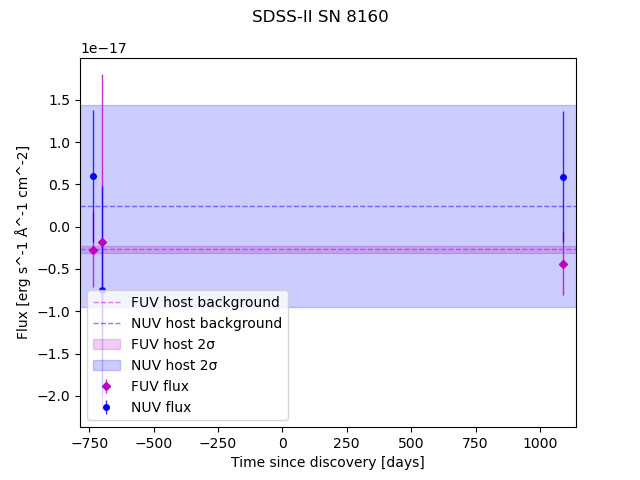 SDSS-II SN 8160
1e−17
1.5
1.0
0.5
0.0
−0.5
−1.0
−1.5
−2.0
Flux [erg s^-1 Å^-1 cm^-2]
FUV host background
NUV host background
FUV host 2σ
NUV host 2σ
FUV flux
NUV flux
−750 −500 −250 0 250 500 750 1000
Time since discovery [days]